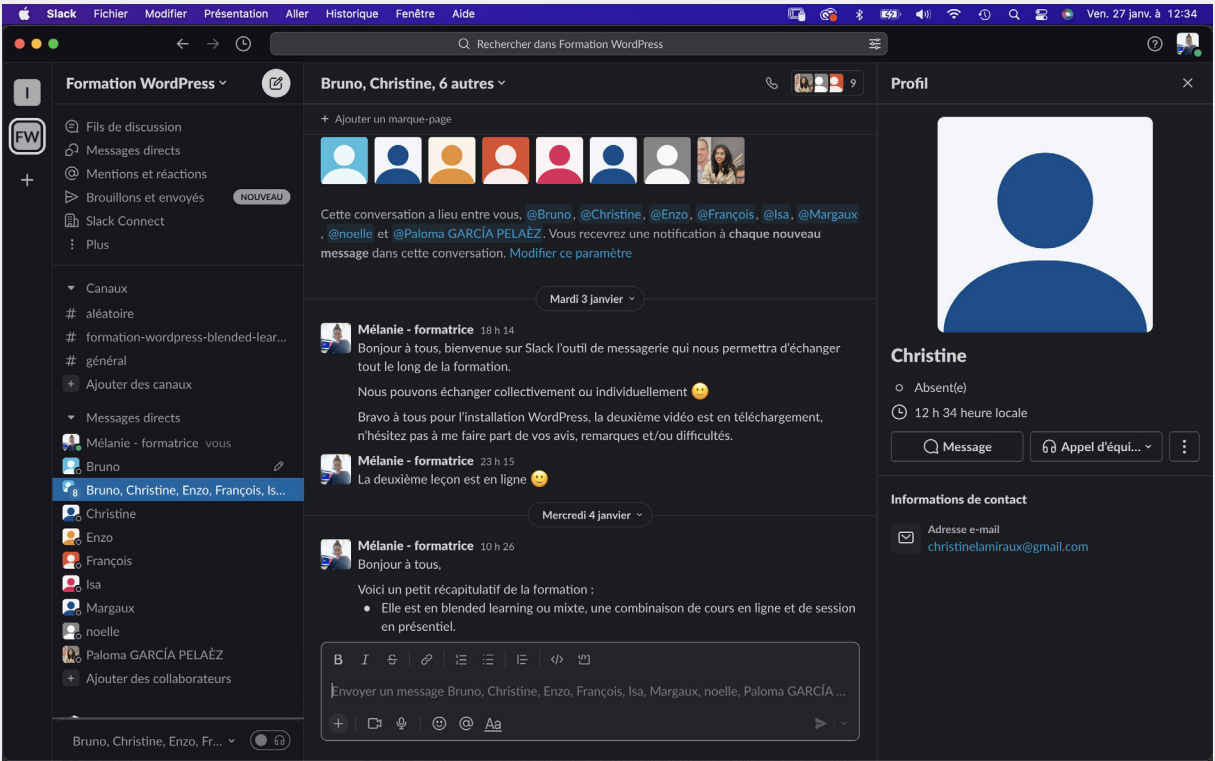 Slack Fichier Modifier Présentation Aller Historique Fenêtre Aide Ven. 27 janv. à 12:34
Rechercher dans Formation WordPress
I
FW
Formation WordPress
Fils de discussion
Messages directs
Mentions et réactions
Brouillons et envoyés NOUVEAU
Slack Connect
Plus
Canaux
# aléatoire
# formation-wordpress-blended-lear...
# général
+ Ajouter des canaux
Messages directs
Mélanie - formatrice vous
Bruno
8 Bruno, Christine, Enzo, François, Is...
Christine
Enzo
François
Isa
Margaux
noelle
Paloma GARCÍA PELAÈZ
+ Ajouter des collaborateurs
Bruno, Christine, Enzo, Fr...
Bruno, Christine, 6 autres
9
+ Ajouter un marque-page
Cette conversation a lieu entre vous, @Bruno, @Christine, @Enzo, @François, @Isa, @Margaux
, @noelle et @Paloma GARCÍA PELAÈZ. Vous recevrez une notification à chaque nouveau
message dans cette conversation. Modifier ce paramètre
Mardi 3 janvier
Mélanie - formatrice 18 h 14
Bonjour à tous, bienvenue sur Slack l'outil de messagerie qui nous permettra d'échanger
tout le long de la formation.
Nous pouvons échanger collectivement ou individuellement 🙂
Bravo à tous pour l'installation WordPress, la deuxième vidéo est en téléchargement,
n'hésitez pas à me faire part de vos avis, remarques et/ou difficultés.
Mélanie - formatrice 23 h 15
La deuxième leçon est en ligne 🙂
Mercredi 4 janvier
Mélanie - formatrice 10 h 26
Bonjour à tous,
Voici un petit récapitulatif de la formation :
• Elle est en blended learning ou mixte, une combinaison de cours en ligne et de session
en présentiel.
B I S
Envoyer un message Bruno, Christine, Enzo, François, Isa, Margaux, noelle, Paloma GARCÍA ...
+ @ Aa
Profil
Christine
Absent(e)
12 h 34 heure locale
Message
Appel d'équi...
Informations de contact
Adresse e-mail
christinelamiraux@gmail.com